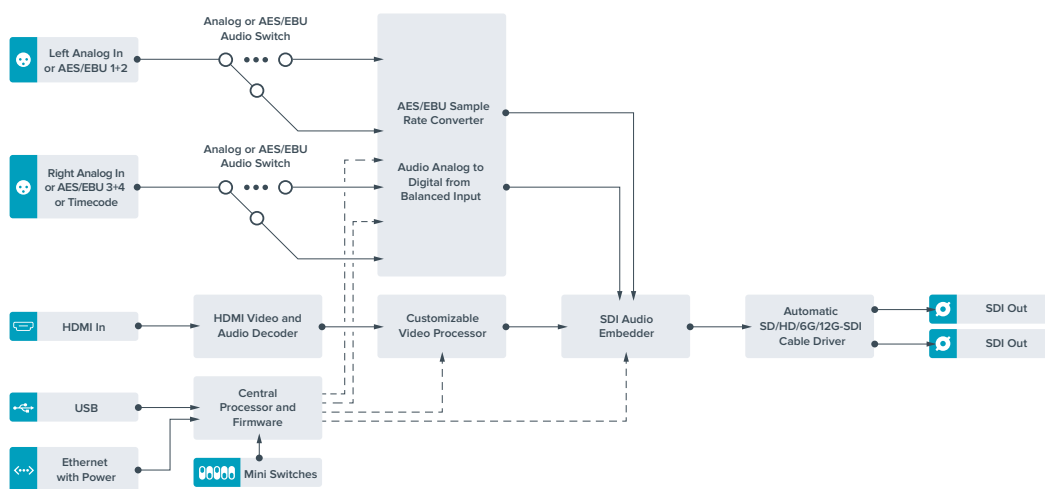 Analog or AES/EBU
Audio Switch
Left Analog In
or AES/EBU 1+2
AES/EBU Sample
Rate Converter
Analog or AES/EBU
Audio Switch
Right Analog In
or AES/EBU 3+4
or Timecode
Audio Analog to
Digital from
Balanced Input
HDMI In
HDMI Video and
Audio Decoder
Customizable
Video Processor
SDI Audio
Embedder
Automatic
SD/HD/6G/12G-SDI
Cable Driver
SDI Out
SDI Out
USB
Central
Processor and
Firmware
Ethernet
with Power
Mini Switches